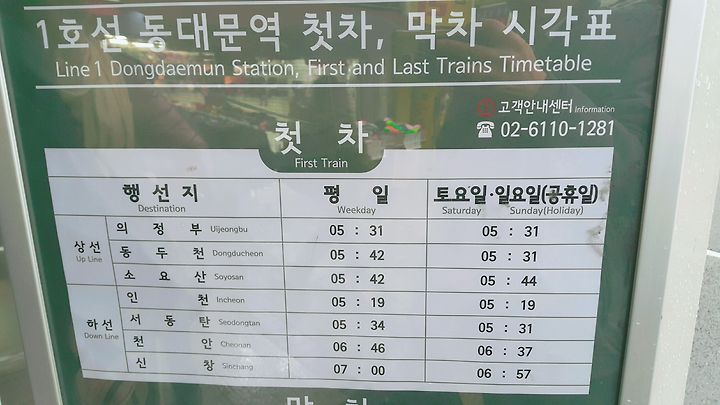 1호선 동대문역 첫차, 막차 시각표
Line 1 Dongdaemun Station, First and Last Trains Timetable
고객안내센터 Information
☎ 02-6110-1281
첫 차
First Train
행 선 지 평 일 토요일·일요일(공휴일)
Destination Weekday Saturday Sunday(Holiday)
상선 Up Line
의 정 부 Uijeongbu 05 : 31 05 : 31
동 두 천 Dongducheon 05 : 42 05 : 31
소 요 산 Soyosan 05 : 42 05 : 44
하선 Down Line
인 천 Incheon 05 : 19 05 : 19
서 동 탄 Seodongtan 05 : 34 05 : 31
천 안 Cheonan 06 : 46 06 : 37
신 창 Sinchang 07 : 00 06 : 57